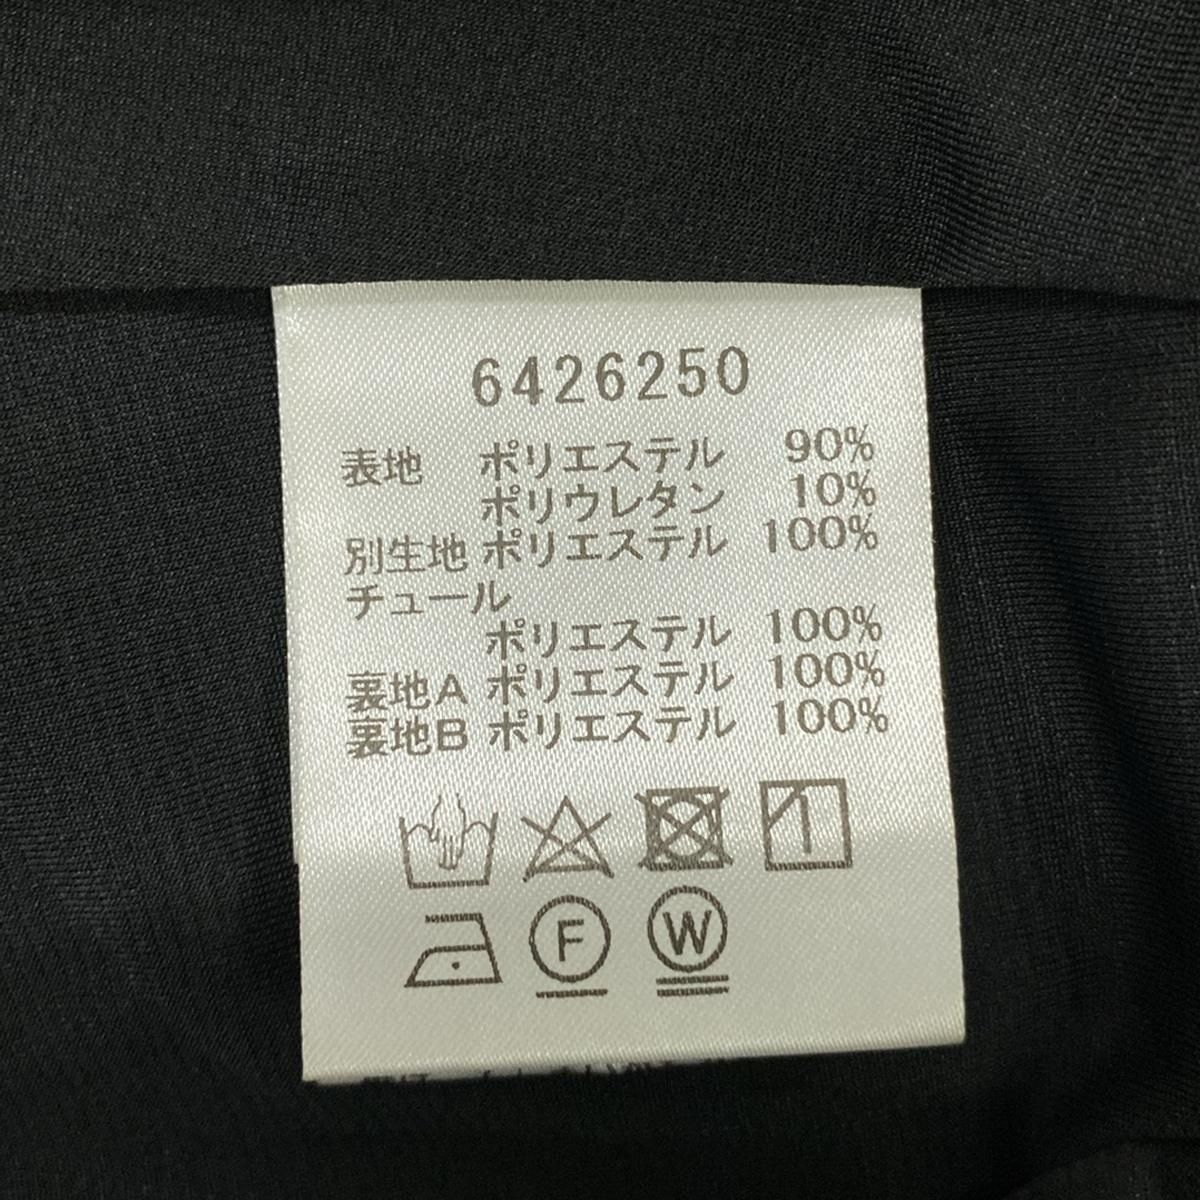 6426250
表地 ポリエステル 90%
ポリウレタン 10%
別生地 ポリエステル 100%
チュール
ポリエステル 100%
裏地A ポリエステル 100%
裏地B ポリエステル 100%
F W